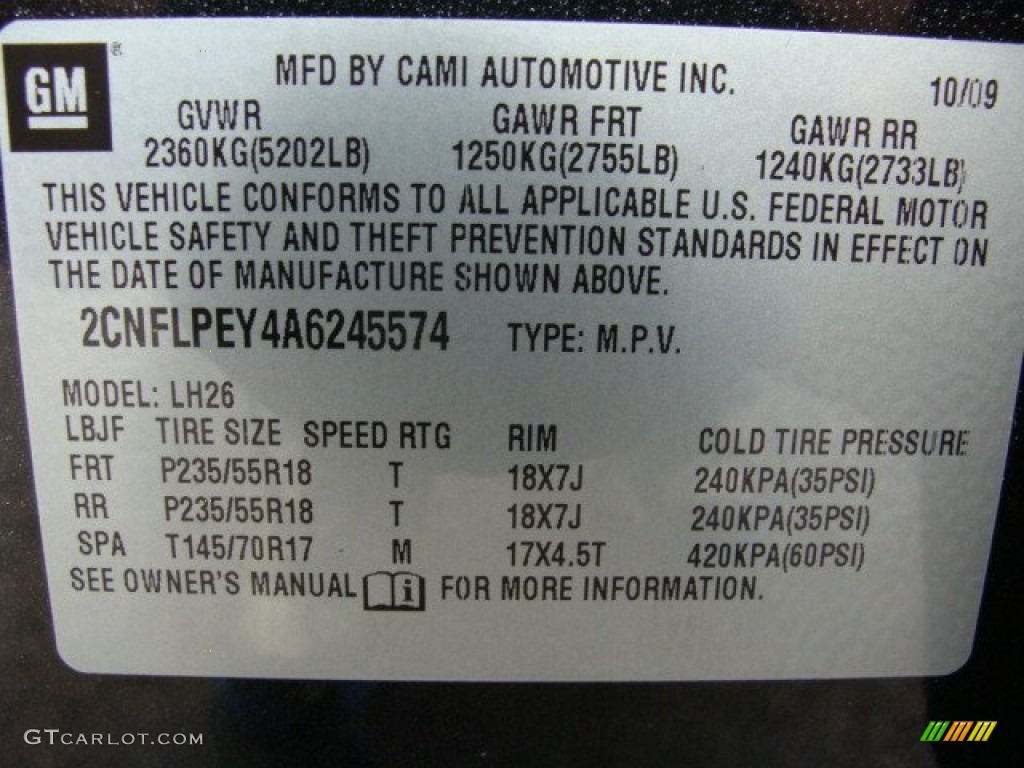 GM ®
MFD BY CAMI AUTOMOTIVE INC.
10/09
GVWR GAWR FRT GAWR RR
2360KG(5202LB) 1250KG(2755LB) 1240KG(2733LB)
THIS VEHICLE CONFORMS TO ALL APPLICABLE U.S. FEDERAL MOTOR
VEHICLE SAFETY AND THEFT PREVENTION STANDARDS IN EFFECT ON
THE DATE OF MANUFACTURE SHOWN ABOVE.
2CNFLPEY4A6245574 TYPE: M.P.V.
MODEL: LH26
LBJF TIRE SIZE SPEED RTG RIM COLD TIRE PRESSURE
FRT P235/55R18 T 18X7J 240KPA(35PSI)
RR P235/55R18 T 18X7J 240KPA(35PSI)
SPA T145/70R17 M 17X4.5T 420KPA(60PSI)
SEE OWNER'S MANUAL i FOR MORE INFORMATION.
GTCARLOT.COM